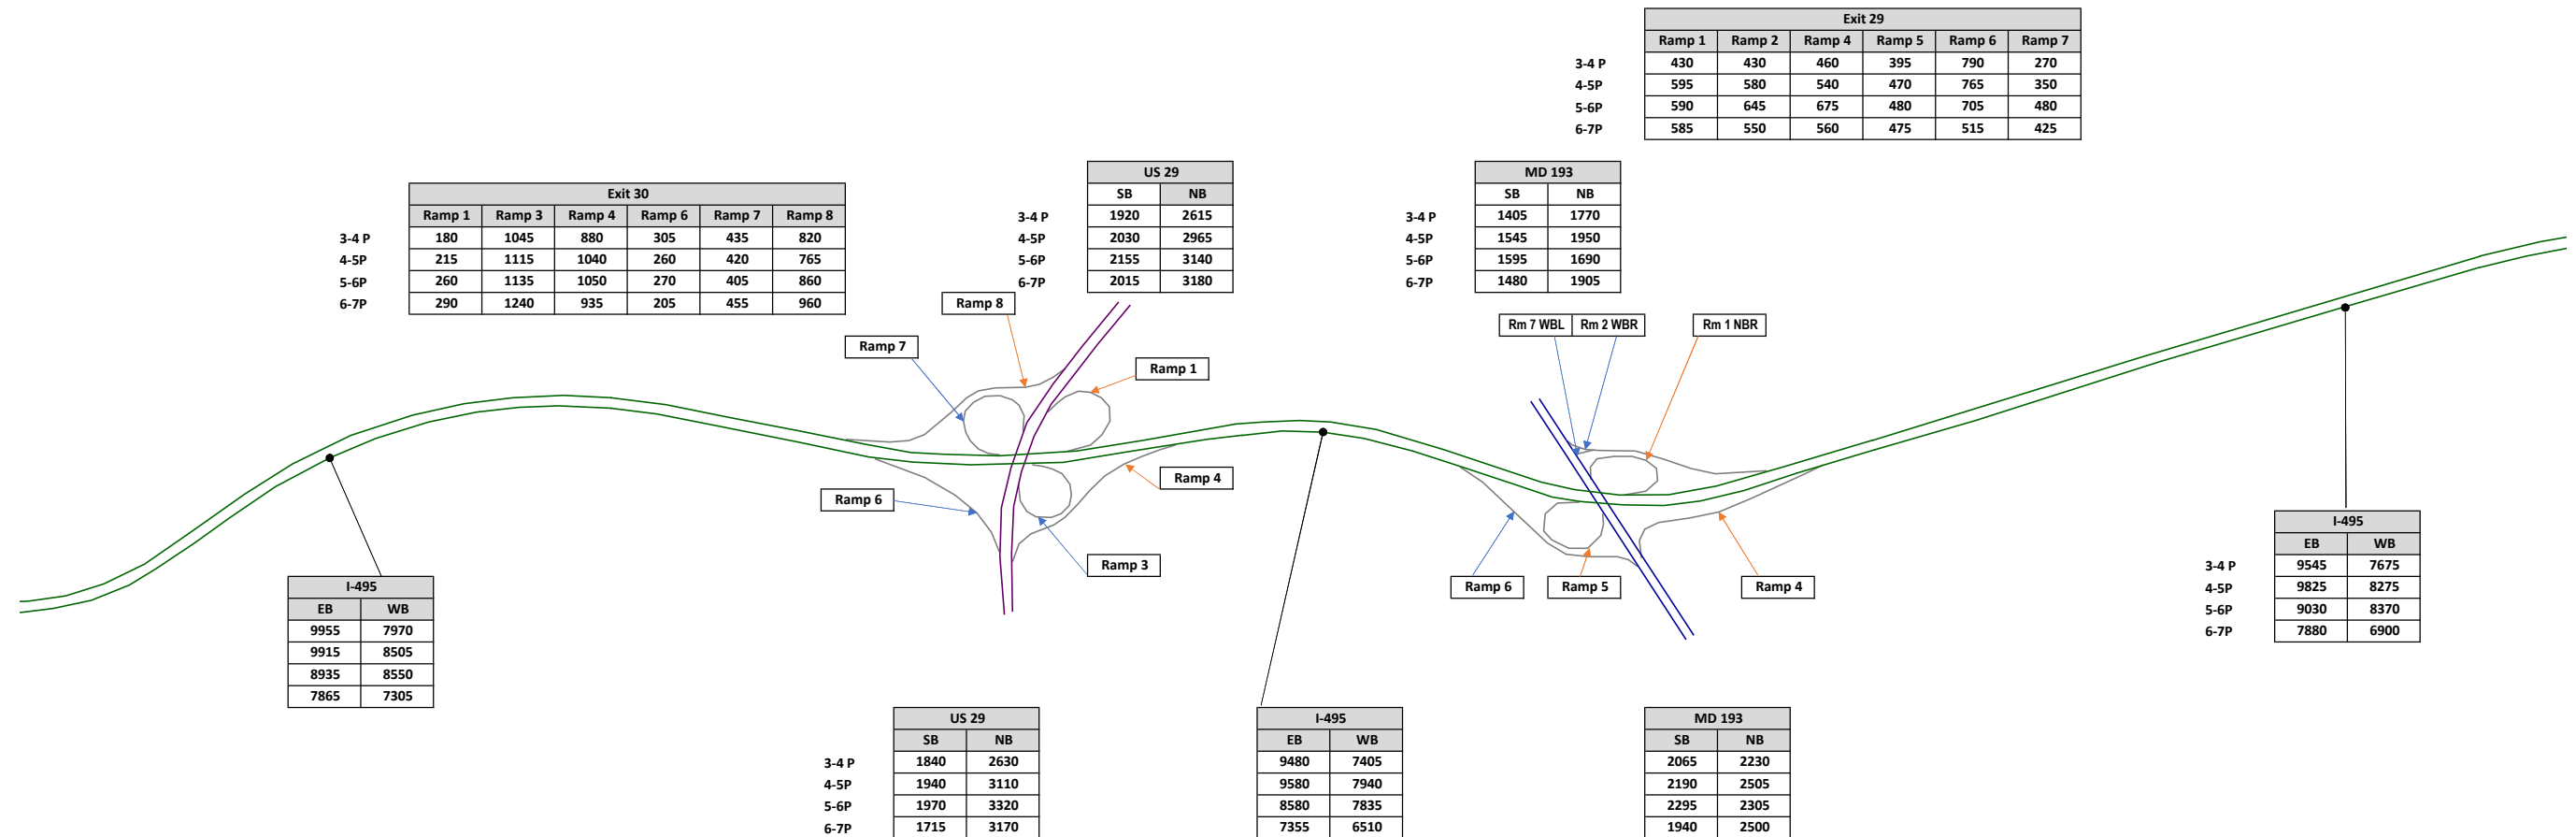 Exit 29
Ramp 1 Ramp 2 Ramp 4 Ramp 5 Ramp 6 Ramp 7
3-4 P 430 430 460 395 790 270
4-5P 595 580 540 470 765 350
5-6P 590 645 675 480 705 480
6-7P 585 550 560 475 515 425
Exit 30
Ramp 1 Ramp 3 Ramp 4 Ramp 6 Ramp 7 Ramp 8
3-4 P 180 1045 880 305 435 820
4-5P 215 1115 1040 260 420 765
5-6P 260 1135 1050 270 405 860
6-7P 290 1240 935 205 455 960
US 29
SB NB
3-4 P 1920 2615
4-5P 2030 2965
5-6P 2155 3140
6-7P 2015 3180
MD 193
SB NB
3-4 P 1405 1770
4-5P 1545 1950
5-6P 1595 1690
6-7P 1480 1905
Ramp 8
Ramp 7
Ramp 1
Rm 7 WBL Rm 2 WBR
Rm 1 NBR
Ramp 4
Ramp 6
Ramp 3
Ramp 6
Ramp 5
Ramp 4
I-495
EB WB
3-4 P 9545 7675
4-5P 9825 8275
5-6P 9030 8370
6-7P 7880 6900
I-495
EB WB
9955 7970
9915 8505
8935 8550
7865 7305
US 29
SB NB
3-4 P 1840 2630
4-5P 1940 3110
5-6P 1970 3320
6-7P 1715 3170
I-495
EB WB
9480 7405
9580 7940
8580 7835
7355 6510
MD 193
SB NB
2065 2230
2190 2505
2295 2305
1940 2500